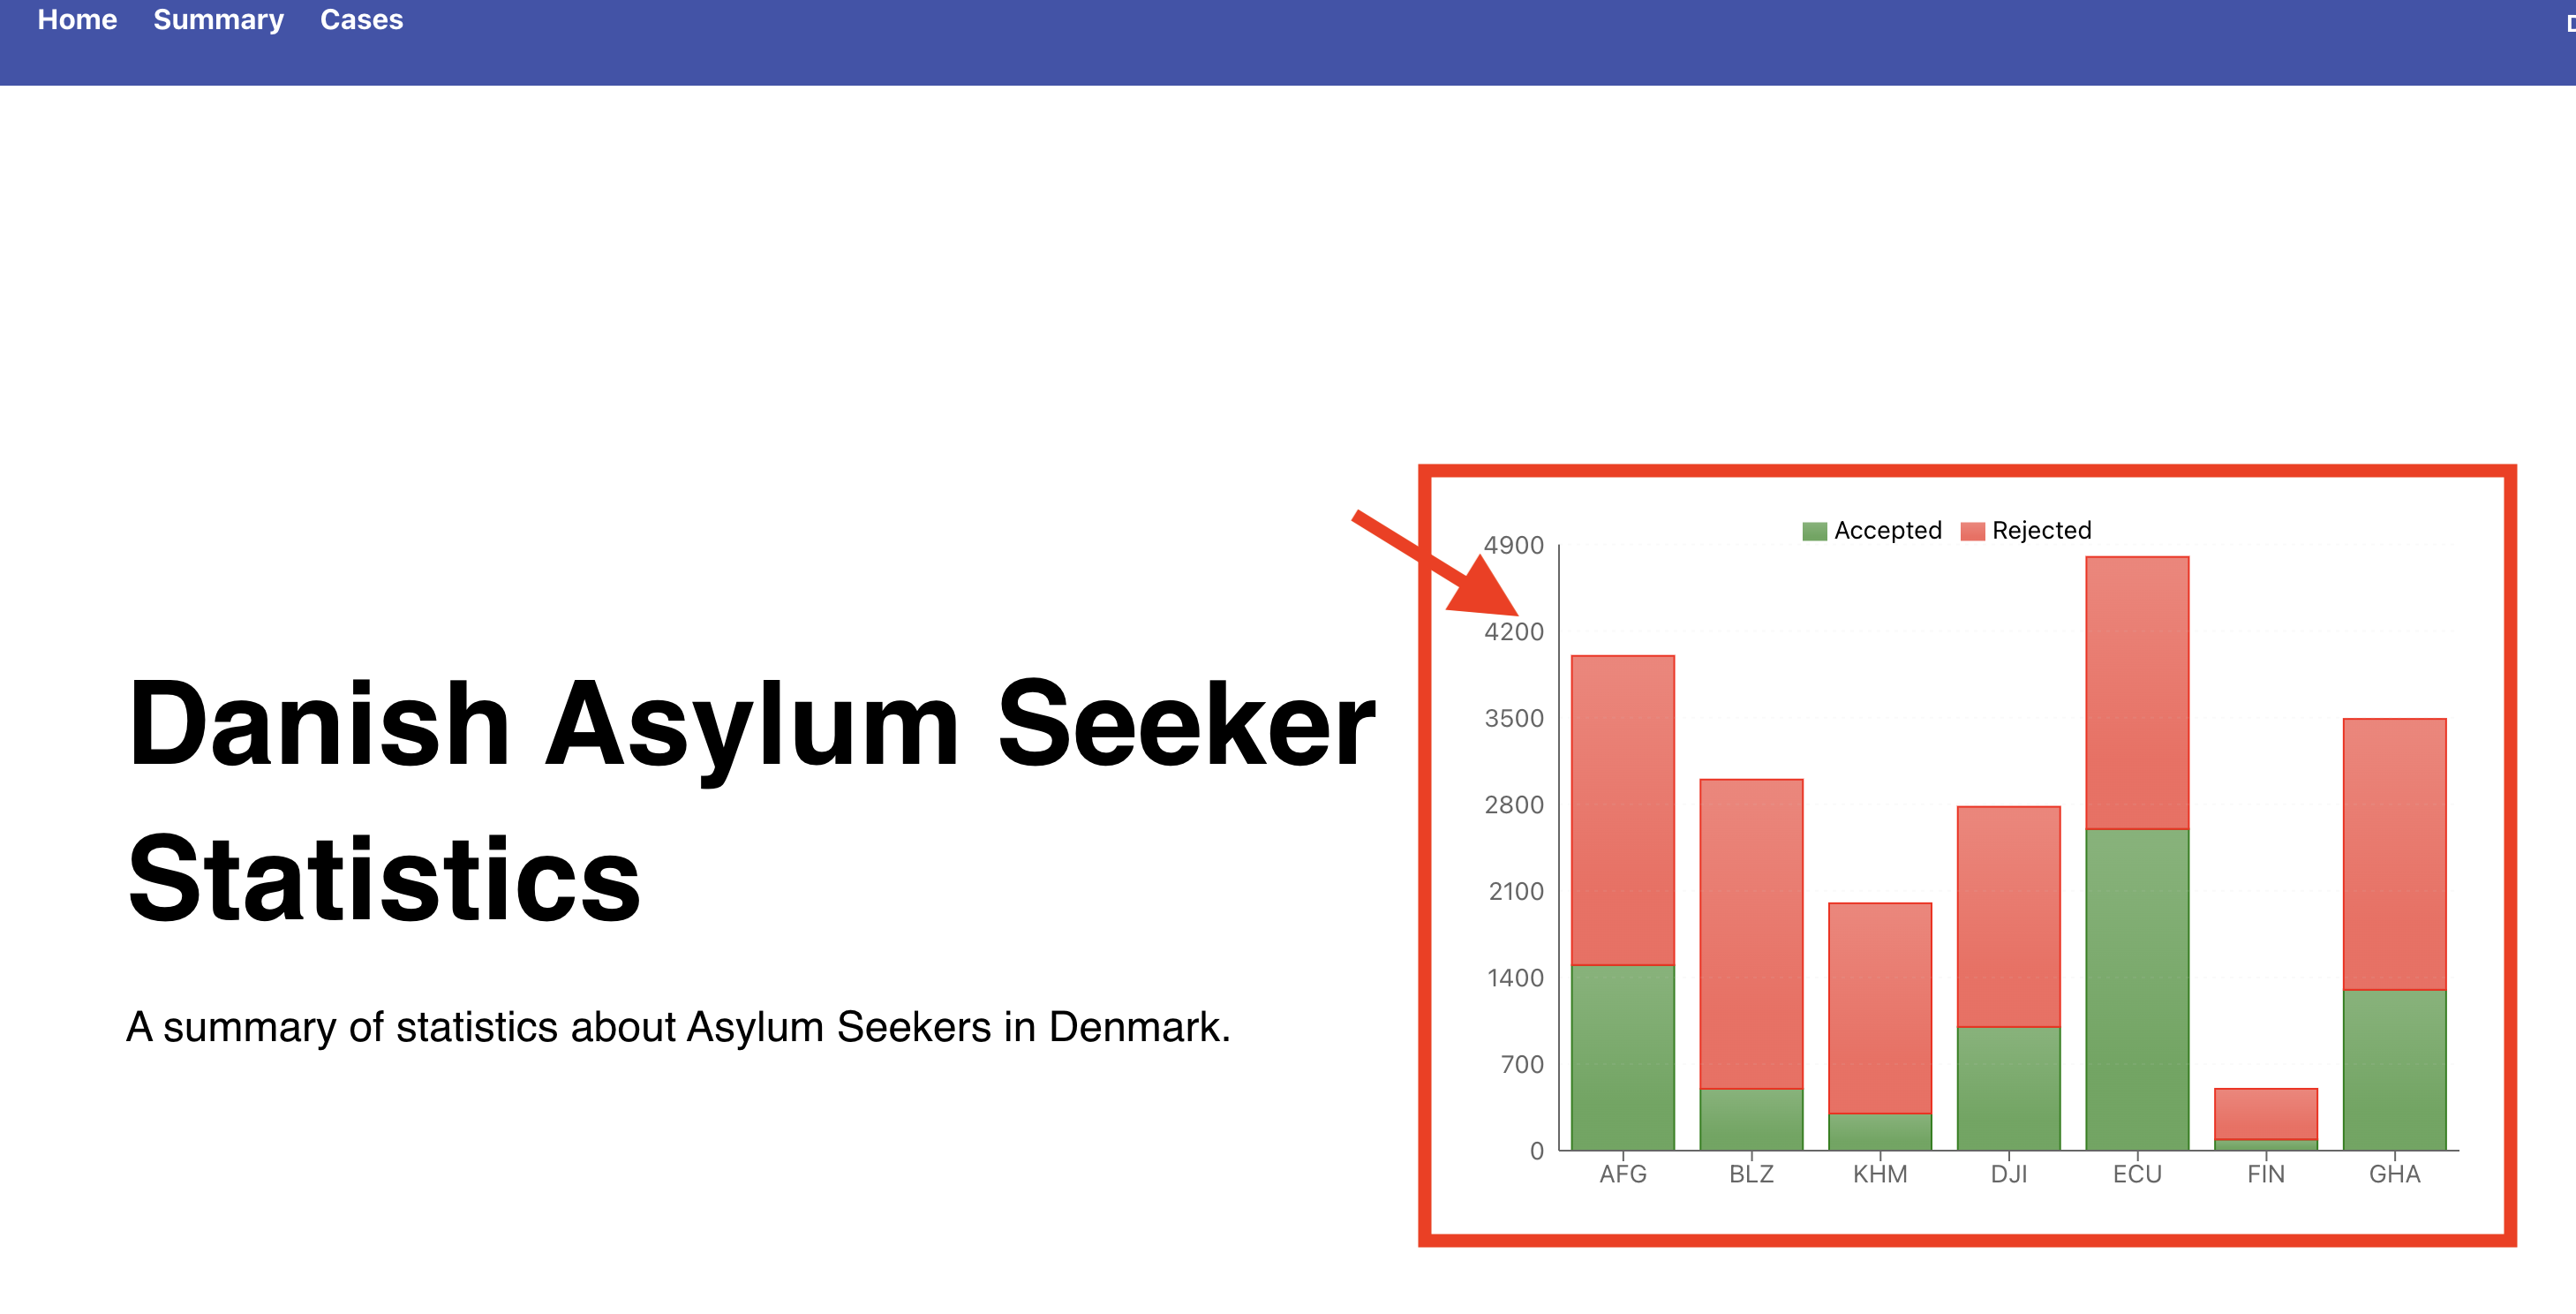 Home Summary Cases
Danish Asylum Seeker
Statistics
A summary of statistics about Asylum Seekers in Denmark.
Accepted Rejected
4900
4200
3500
2800
2100
1400
700
0
AFG BLZ KHM DJI ECU FIN GHA